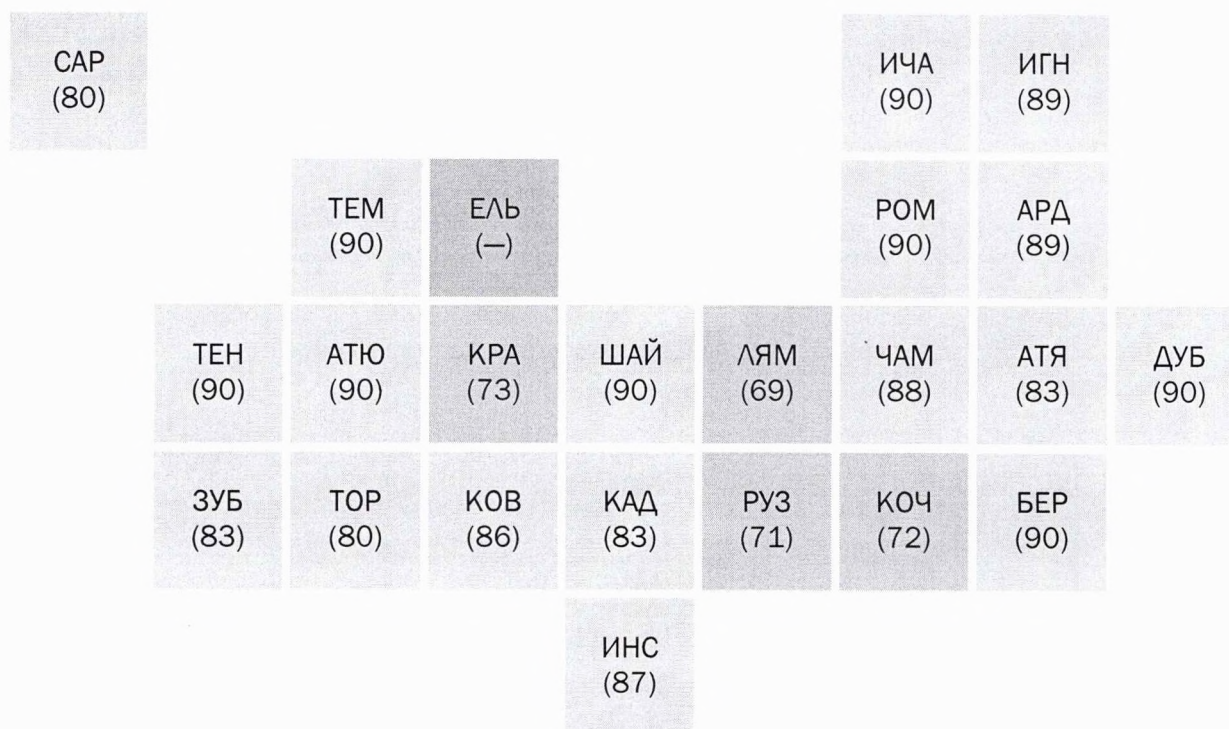 САР
(80)
ИЧА
(90)
ИГН
(89)
ТЕМ
(90)
ЕЛЬ
(—)
РОМ
(90)
АРД
(89)
ТЕН
(90)
АТЮ
(90)
КРА
(73)
ШАЙ
(90)
ЛЯМ
(69)
ЧАМ
(88)
АТЯ
(83)
ДУБ
(90)
ЗУБ
(83)
ТОР
(80)
КОВ
(86)
КАД
(83)
РУЗ
(71)
КОЧ
(72)
БЕР
(90)
ИНС
(87)